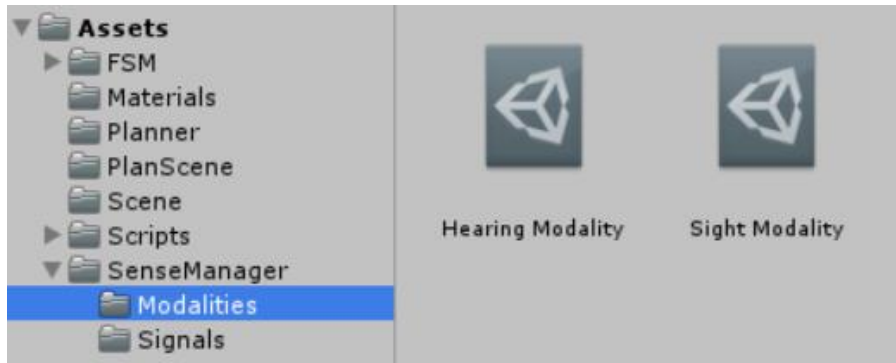 Assets
FSM
Materials
Planner
PlanScene
Scene
Scripts
SenseManager
Modalities
Signals
Hearing Modality
Sight Modality